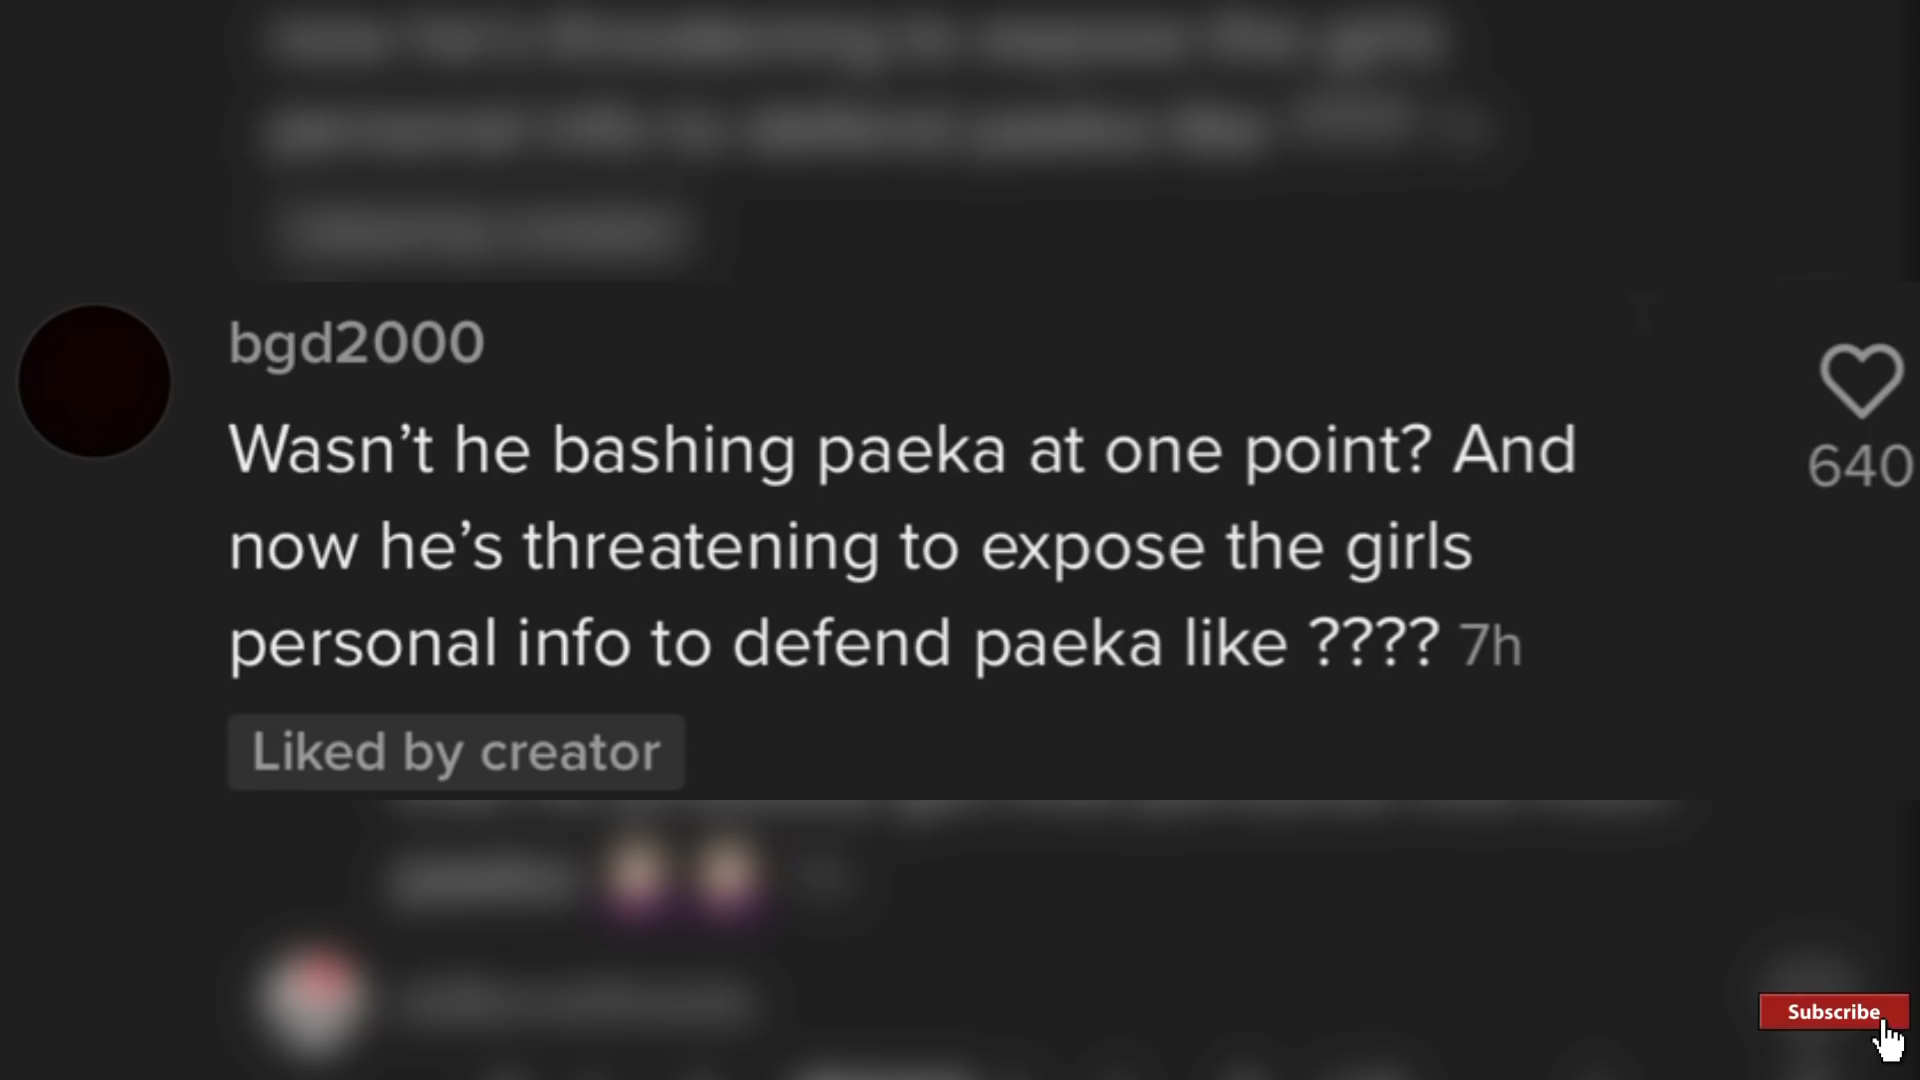 bgd2000
Wasn’t he bashing paeka at one point? And
now he’s threatening to expose the girls
personal info to defend paeka like ???? 7h
640
Liked by creator
Subscribe